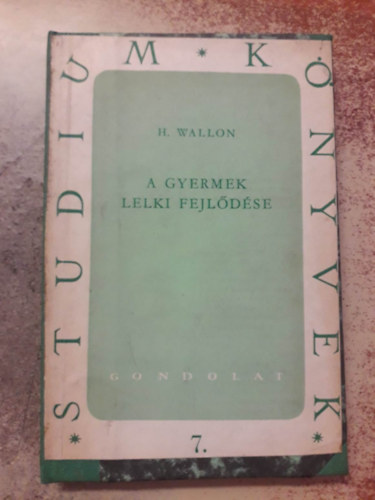 STUDIUM * KÖNYVEK *
H. WALLON
A GYERMEK
LELKI FEJLŐDÉSE
GONDOLAT
7.